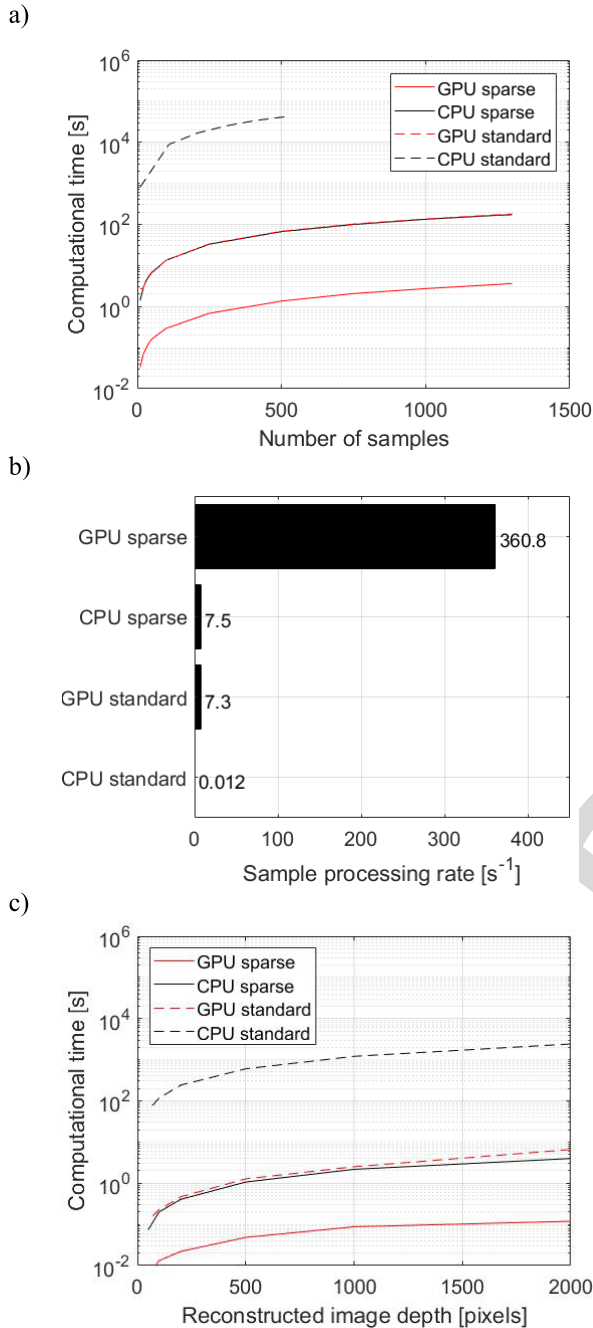 a)
10^6
10^4
10^2
10^0
10^-2
Computational time [s]
GPU sparse
CPU sparse
GPU standard
CPU standard
0
500
1000
1500
Number of samples
b)
GPU sparse
360.8
CPU sparse
7.5
GPU standard
7.3
CPU standard
0.012
0
100
200
300
400
Sample processing rate [s^-1]
c)
10^6
10^4
10^2
10^0
10^-2
Computational time [s]
GPU sparse
CPU sparse
GPU standard
CPU standard
0
500
1000
1500
2000
Reconstructed image depth [pixels]